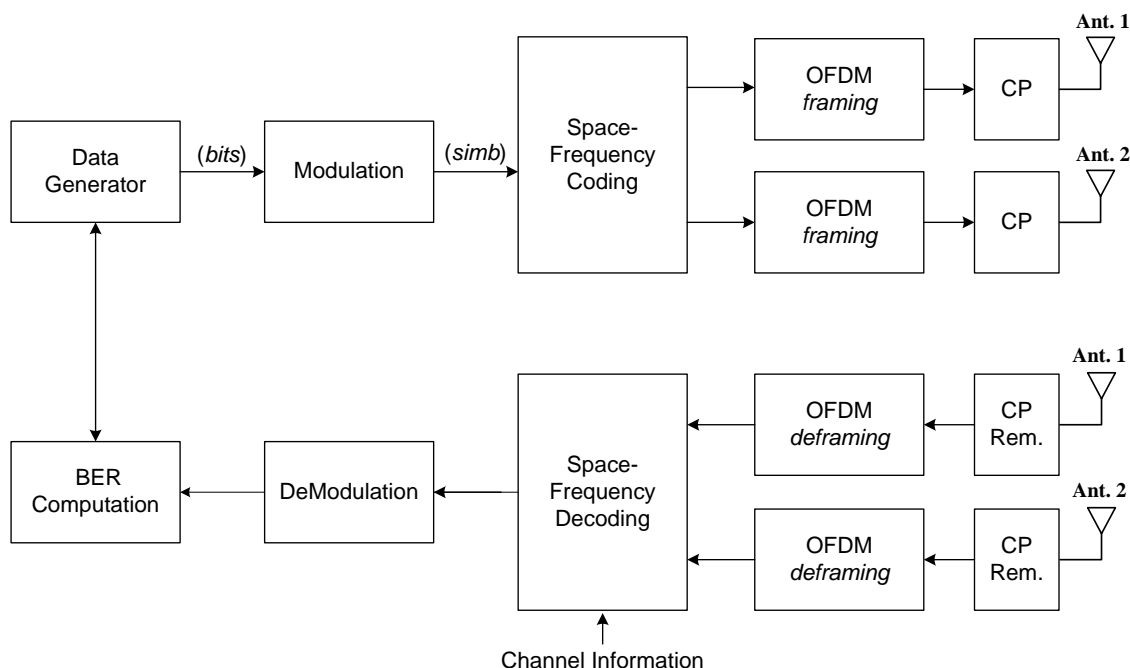 Ant. 1
OFDM
framing
CP
Space-
Frequency
Coding
Data
Generator
(bits)
Modulation
(simb)
Ant. 2
OFDM
framing
CP
Ant. 1
OFDM
deframing
CP
Rem.
Space-
Frequency
Decoding
BER
Computation
DeModulation
Ant. 2
OFDM
deframing
CP
Rem.
Channel Information